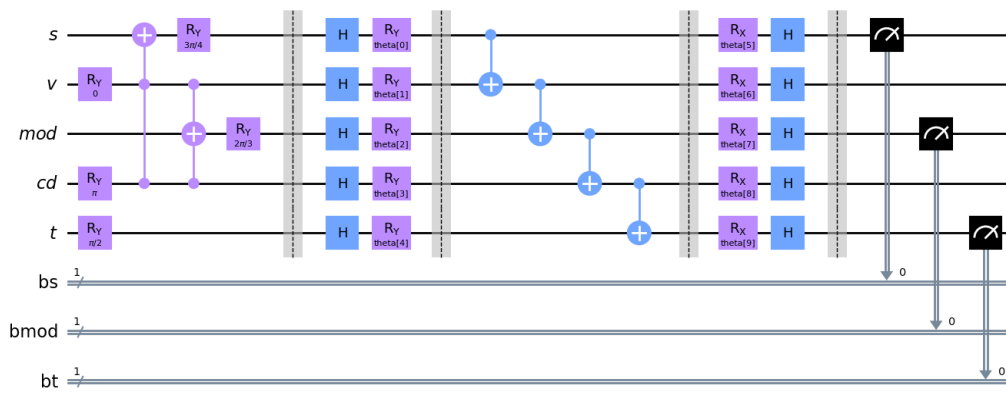 s R_Y 3π/4 H R_Y theta[0] R_X theta[5] H
v R_Y 0 H R_Y theta[1] R_X theta[6] H
mod R_Y 2π/3 H R_Y theta[2] R_X theta[7] H
cd R_Y π H R_Y theta[3] R_X theta[8] H
t R_Y π/2 H R_Y theta[4] R_X theta[9] H
bs 1 0
bmod 1 0
bt 1 0